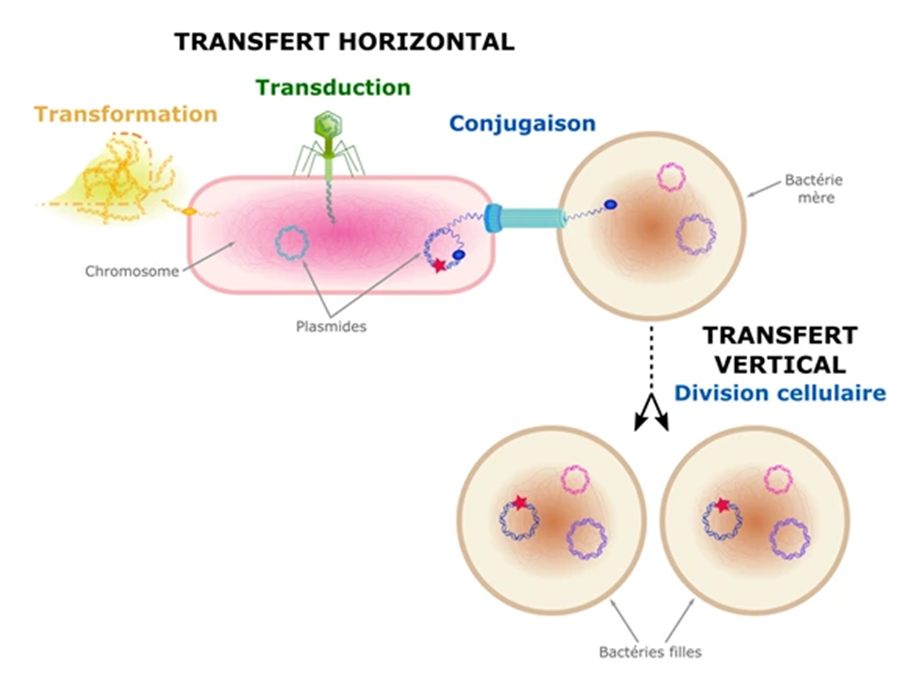 TRANSFERT HORIZONTAL
Transduction
Transformation
Conjugaison
Bactérie
mère
Chromosome
Plasmides
TRANSFERT
VERTICAL
Division cellulaire
Bactéries filles